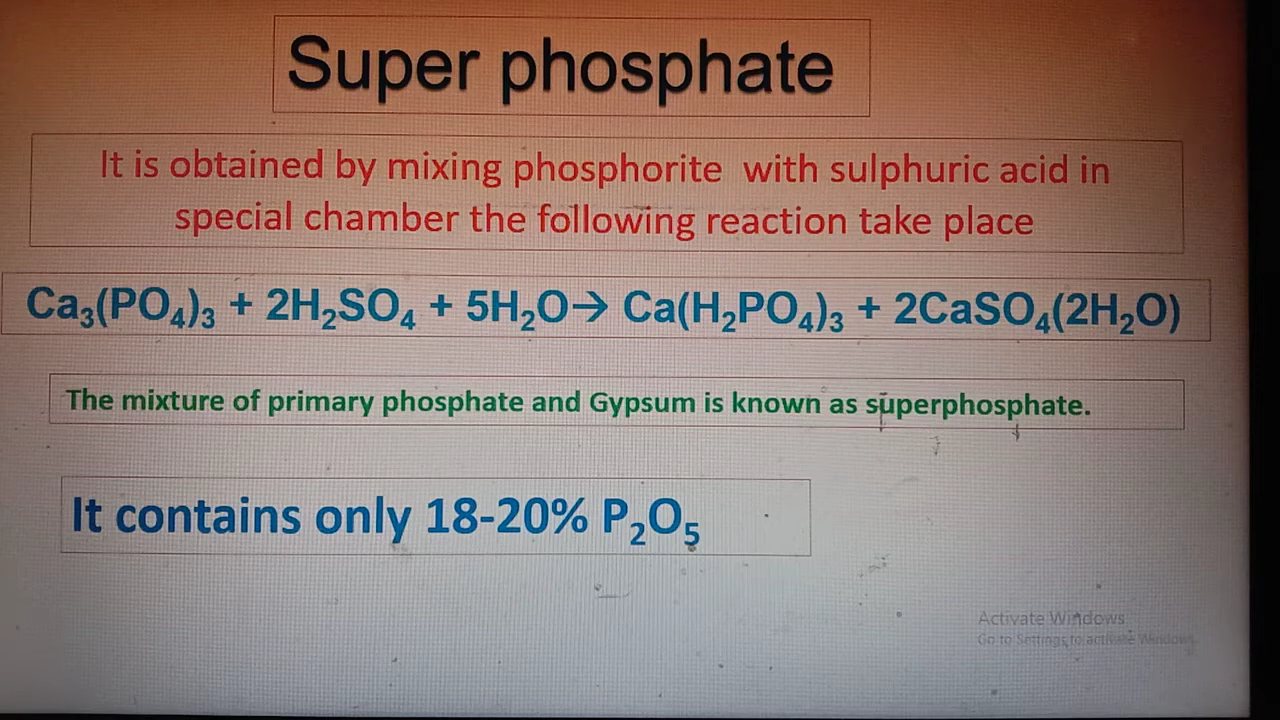 Super phosphate
It is obtained by mixing phosphorite with sulphuric acid in
special chamber the following reaction take place
Ca₃(PO₄)₃ + 2H₂SO₄ + 5H₂O→ Ca(H₂PO₄)₃ + 2CaSO₄(2H₂O)
The mixture of primary phosphate and Gypsum is known as superphosphate.
It contains only 18-20% P₂O₅
Activate Windows
Go to Settings to activate Windows